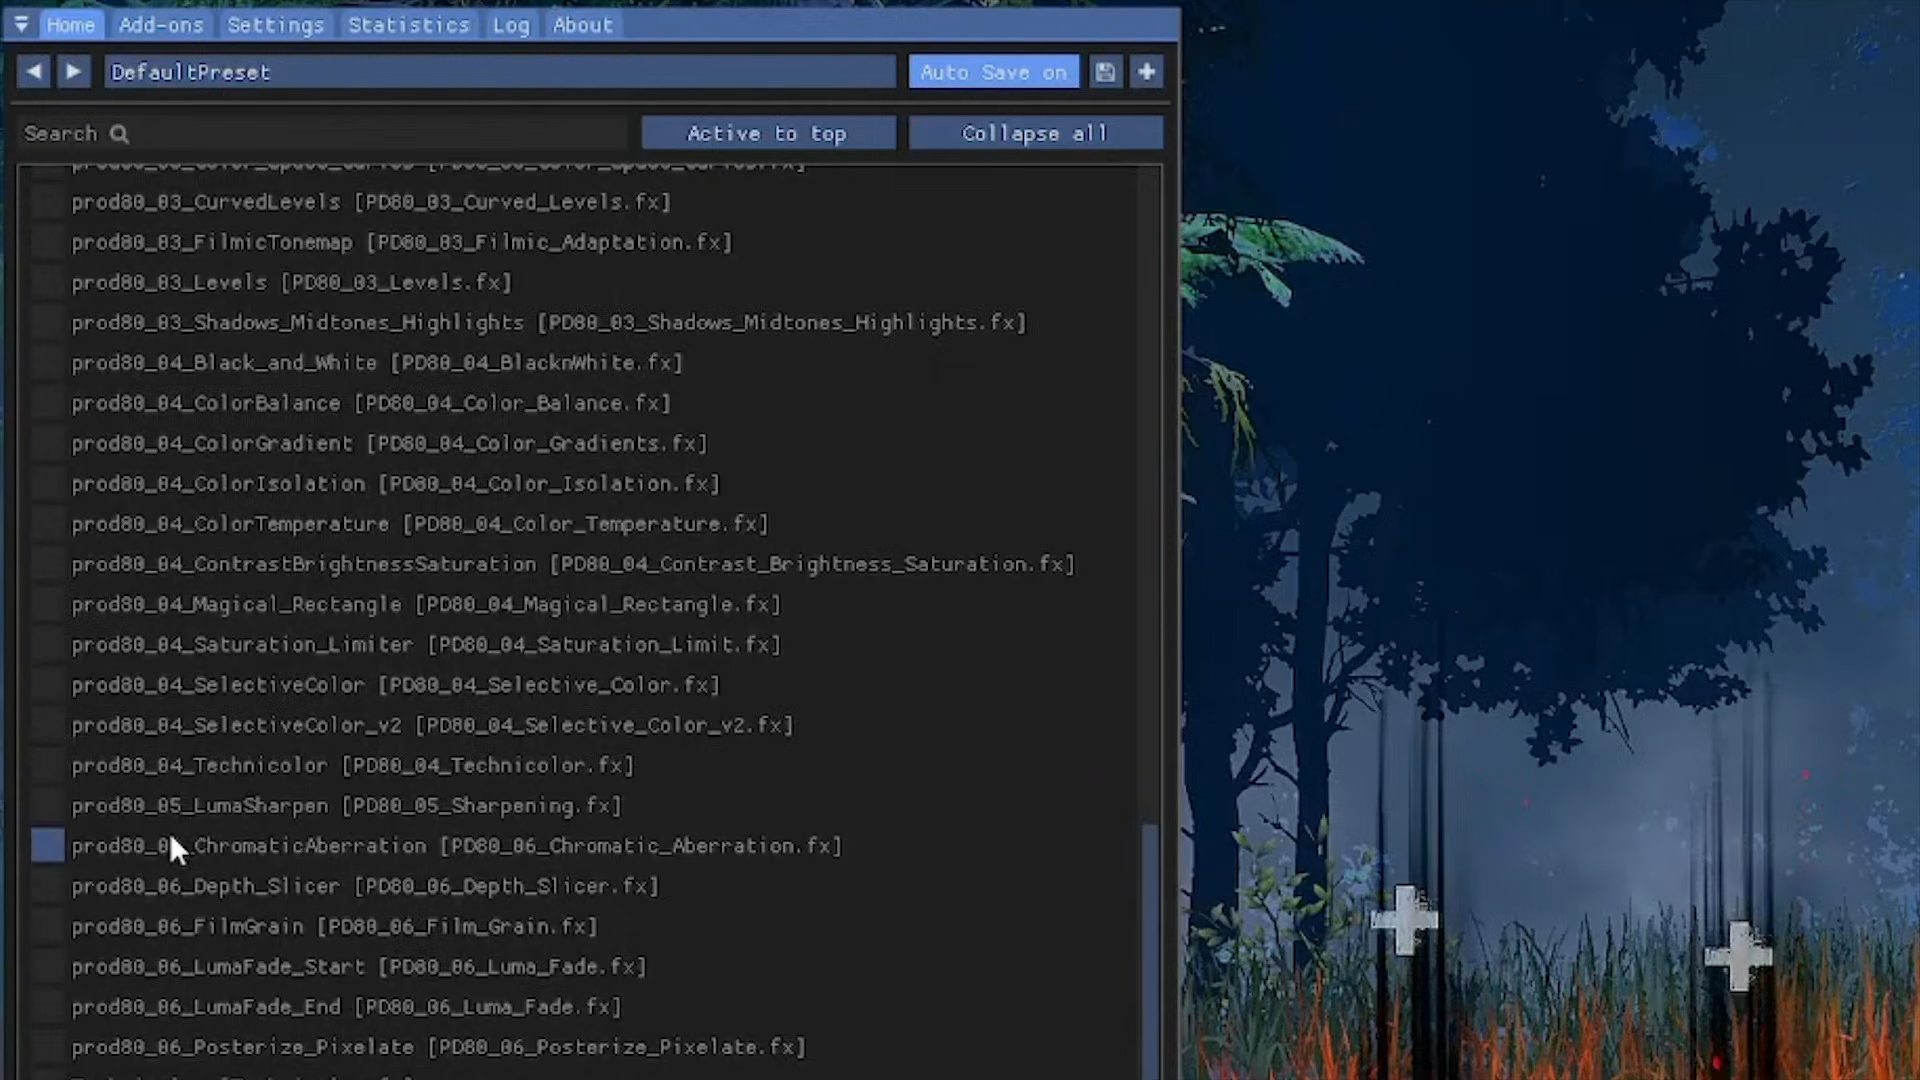 Home Add-ons Settings Statistics Log About
DefaultPreset Auto Save on
Search Active to top Collapse all
prod80_03_CurvedLevels [PD80_03_Curved_Levels.fx]
prod80_03_FilmicTonemap [PD80_03_Filmic_Adaptation.fx]
prod80_03_Levels [PD80_03_Levels.fx]
prod80_03_Shadows_Midtones_Highlights [PD80_03_Shadows_Midtones_Highlights.fx]
prod80_04_Black_and_White [PD80_04_BlacknWhite.fx]
prod80_04_ColorBalance [PD80_04_Color_Balance.fx]
prod80_04_ColorGradient [PD80_04_Color_Gradients.fx]
prod80_04_ColorIsolation [PD80_04_Color_Isolation.fx]
prod80_04_ColorTemperature [PD80_04_Color_Temperature.fx]
prod80_04_ContrastBrightnessSaturation [PD80_04_Contrast_Brightness_Saturation.fx]
prod80_04_Magical_Rectangle [PD80_04_Magical_Rectangle.fx]
prod80_04_Saturation_Limiter [PD80_04_Saturation_Limit.fx]
prod80_04_SelectiveColor [PD80_04_Selective_Color.fx]
prod80_04_SelectiveColor_v2 [PD80_04_Selective_Color_v2.fx]
prod80_04_Technicolor [PD80_04_Technicolor.fx]
prod80_05_LumaSharpen [PD80_05_Sharpening.fx]
prod80_06_ChromaticAberration [PD80_06_Chromatic_Aberration.fx]
prod80_06_Depth_Slicer [PD80_06_Depth_Slicer.fx]
prod80_06_FilmGrain [PD80_06_Film_Grain.fx]
prod80_06_LumaFade_Start [PD80_06_Luma_Fade.fx]
prod80_06_LumaFade_End [PD80_06_Luma_Fade.fx]
prod80_06_Posterize_Pixelate [PD80_06_Posterize_Pixelate.fx]